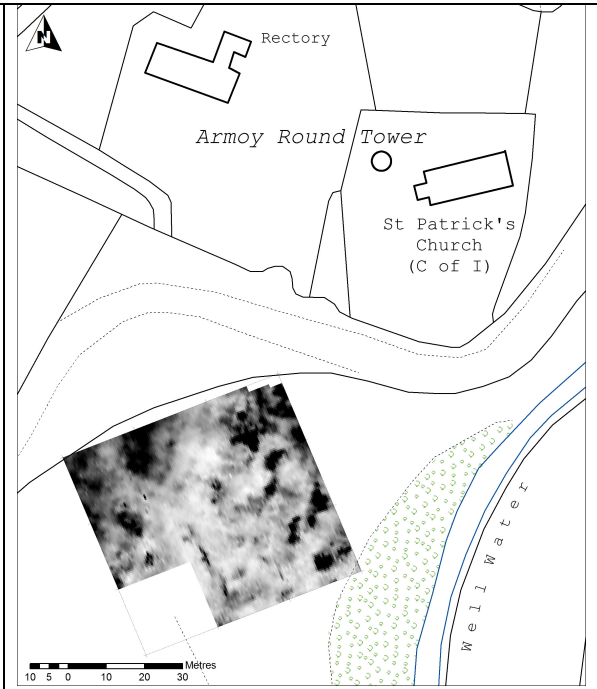 N
Rectory
Armoy Round Tower
St Patrick's
Church
(C of I)
Well Water
Metres
10 5 0 10 20 30